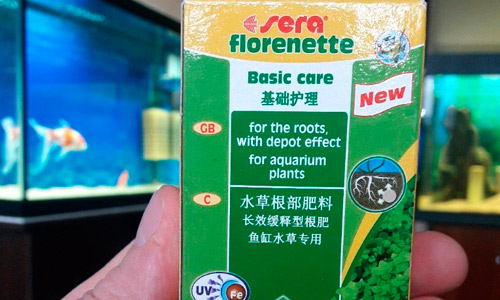 sera
florenette
Basic care
基础护理
New
GB
for the roots,
with depot effect
for aquarium
plants
C
水草根部肥料
长效缓释型根肥
鱼缸水草专用
UV
Fe